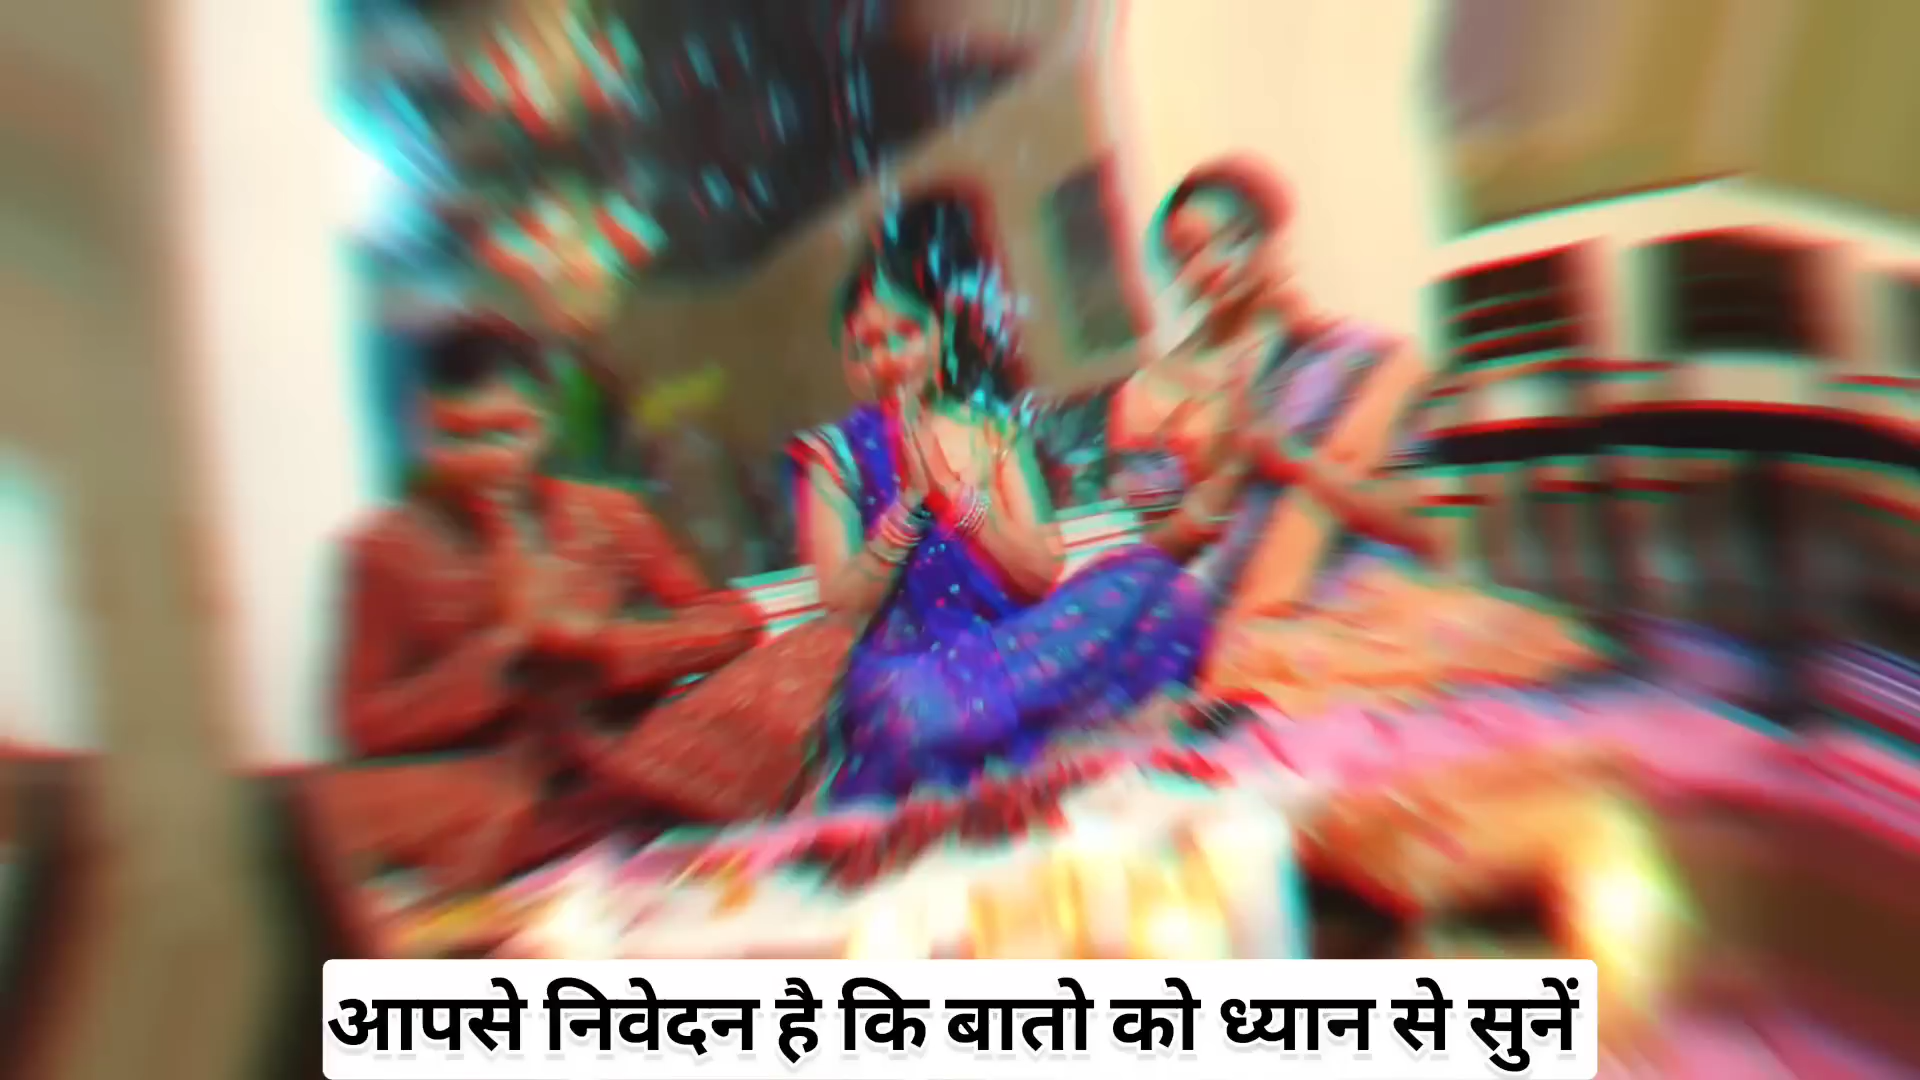 आपसे निवेदन है कि बातो को ध्यान से सुनें